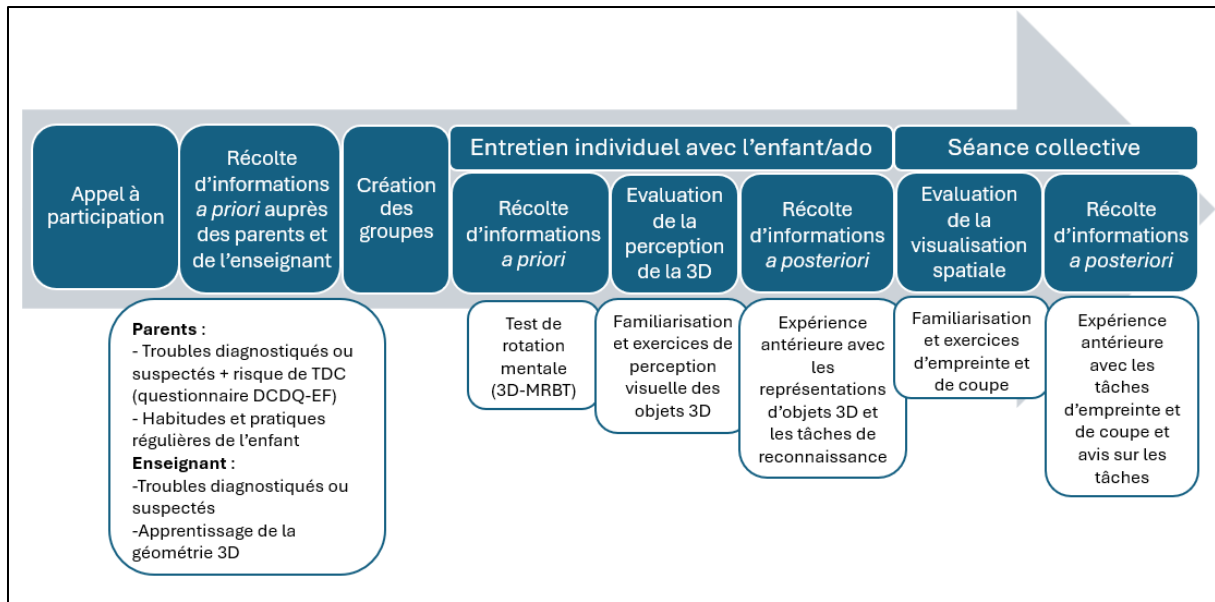 Appel à
participation
Récolte
d'informations
a priori auprès
des parents et
de l'enseignant
Création
des
groupes
Entretien individuel avec l'enfant/ado
Récolte
d'informations
a priori
Evaluation
de la
perception
de la 3D
Récolte
d'informations
a posteriori
Séance collective
Evaluation
de la
visualisation
spatiale
Récolte
d'informations
a posteriori
Parents :
- Troubles diagnostiqués ou
suspectés + risque de TDC
(questionnaire DCDQ-EF)
- Habitudes et pratiques
régulières de l'enfant
Enseignant :
-Troubles diagnostiqués ou
suspectés
-Apprentissage de la
géométrie 3D
Test de
rotation
mentale
(3D-MRBT)
Familiarisation
et exercices de
perception
visuelle des
objets 3D
Expérience
antérieure avec
les
représentations
d'objets 3D et
les tâches de
reconnaissance
Familiarisation
et exercices
d'empreinte et
de coupe
Expérience
antérieure
avec les
tâches
d'empreinte et
de coupe et
avis sur les
tâches